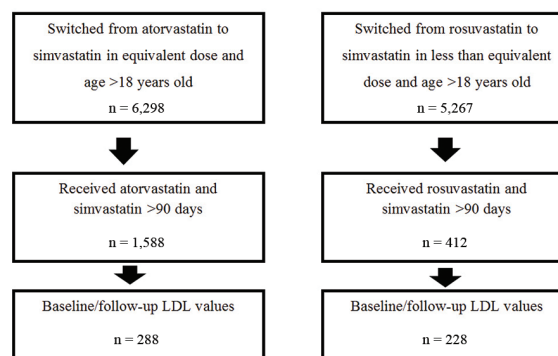 Switched from atorvastatin to
simvastatin in equivalent dose and
age >18 years old
n = 6,298
Received atorvastatin and
simvastatin >90 days
n = 1,588
Baseline/follow-up LDL values
n = 288
Switched from rosuvastatin to
simvastatin in less than equivalent
dose and age >18 years old
n = 5,267
Received rosuvastatin and
simvastatin >90 days
n = 412
Baseline/follow-up LDL values
n = 228